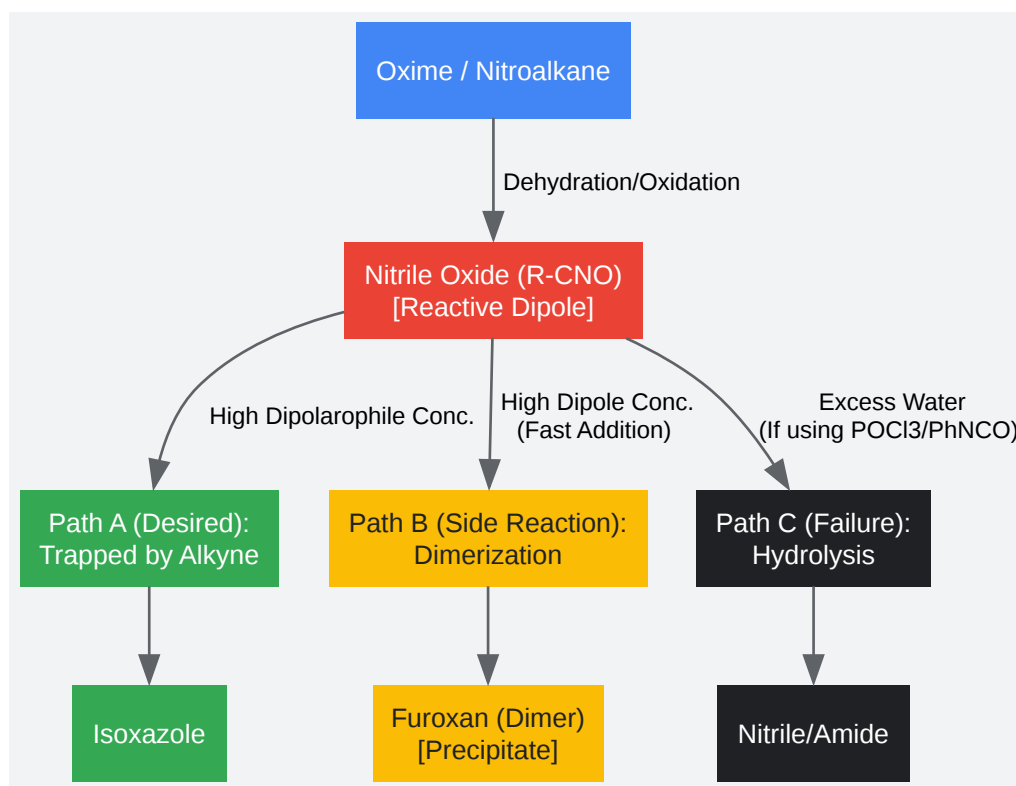 Oxime / Nitroalkane
Dehydration/Oxidation
Nitrile Oxide (R-CNO)
[Reactive Dipole]
High Dipolarophile Conc.
High Dipole Conc.
(Fast Addition)
Excess Water
(If using POCl3/PhNCO)
Path A (Desired):
Trapped by Alkyne
Path B (Side Reaction):
Dimerization
Path C (Failure):
Hydrolysis
Isoxazole
Furoxan (Dimer)
[Precipitate]
Nitrile/Amide